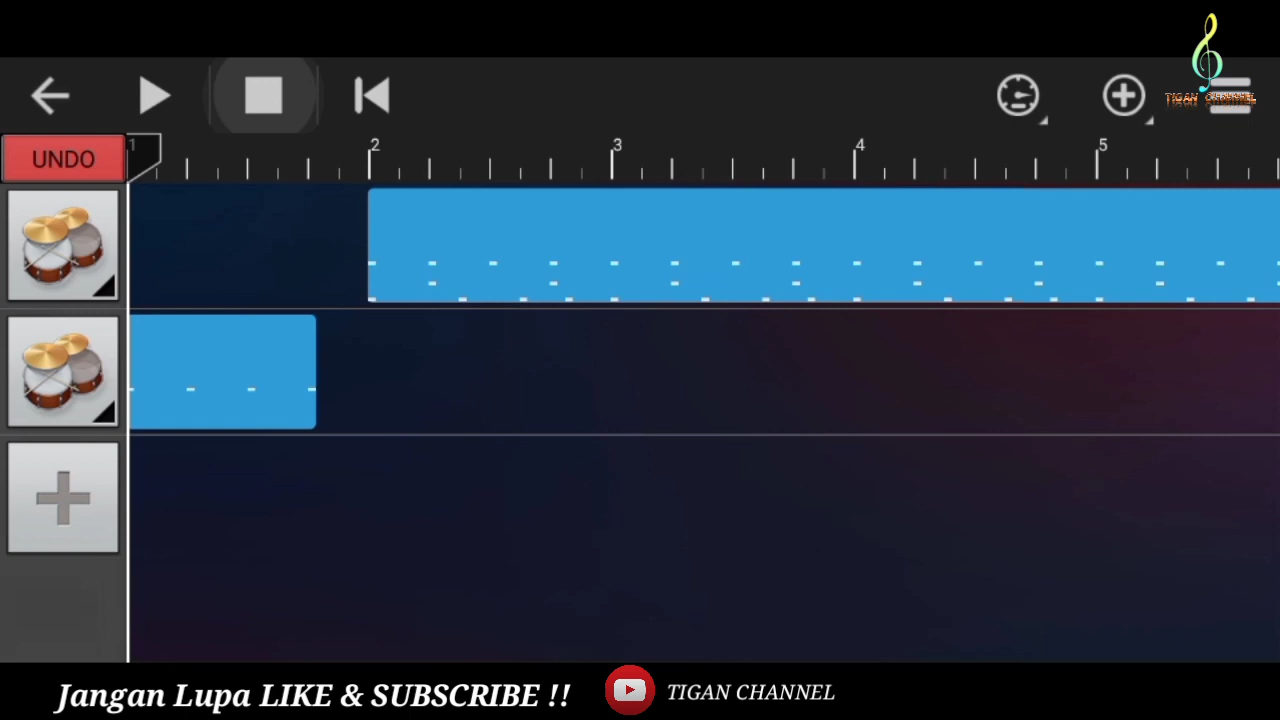 TIGAN CHANNEL
UNDO
1 2 3 4 5
Jangan Lupa LIKE & SUBSCRIBE !!
TIGAN CHANNEL